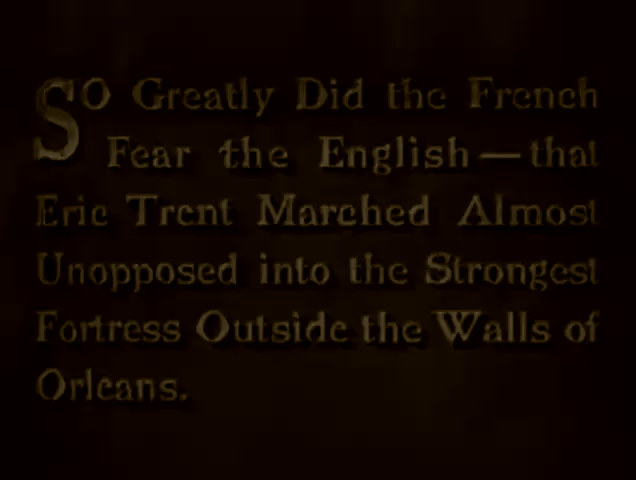 So Greatly Did the French
Fear the English — that
Eric Trent Marched Almost
Unopposed into the Strongest
Fortress Outside the Walls of
Orleans.